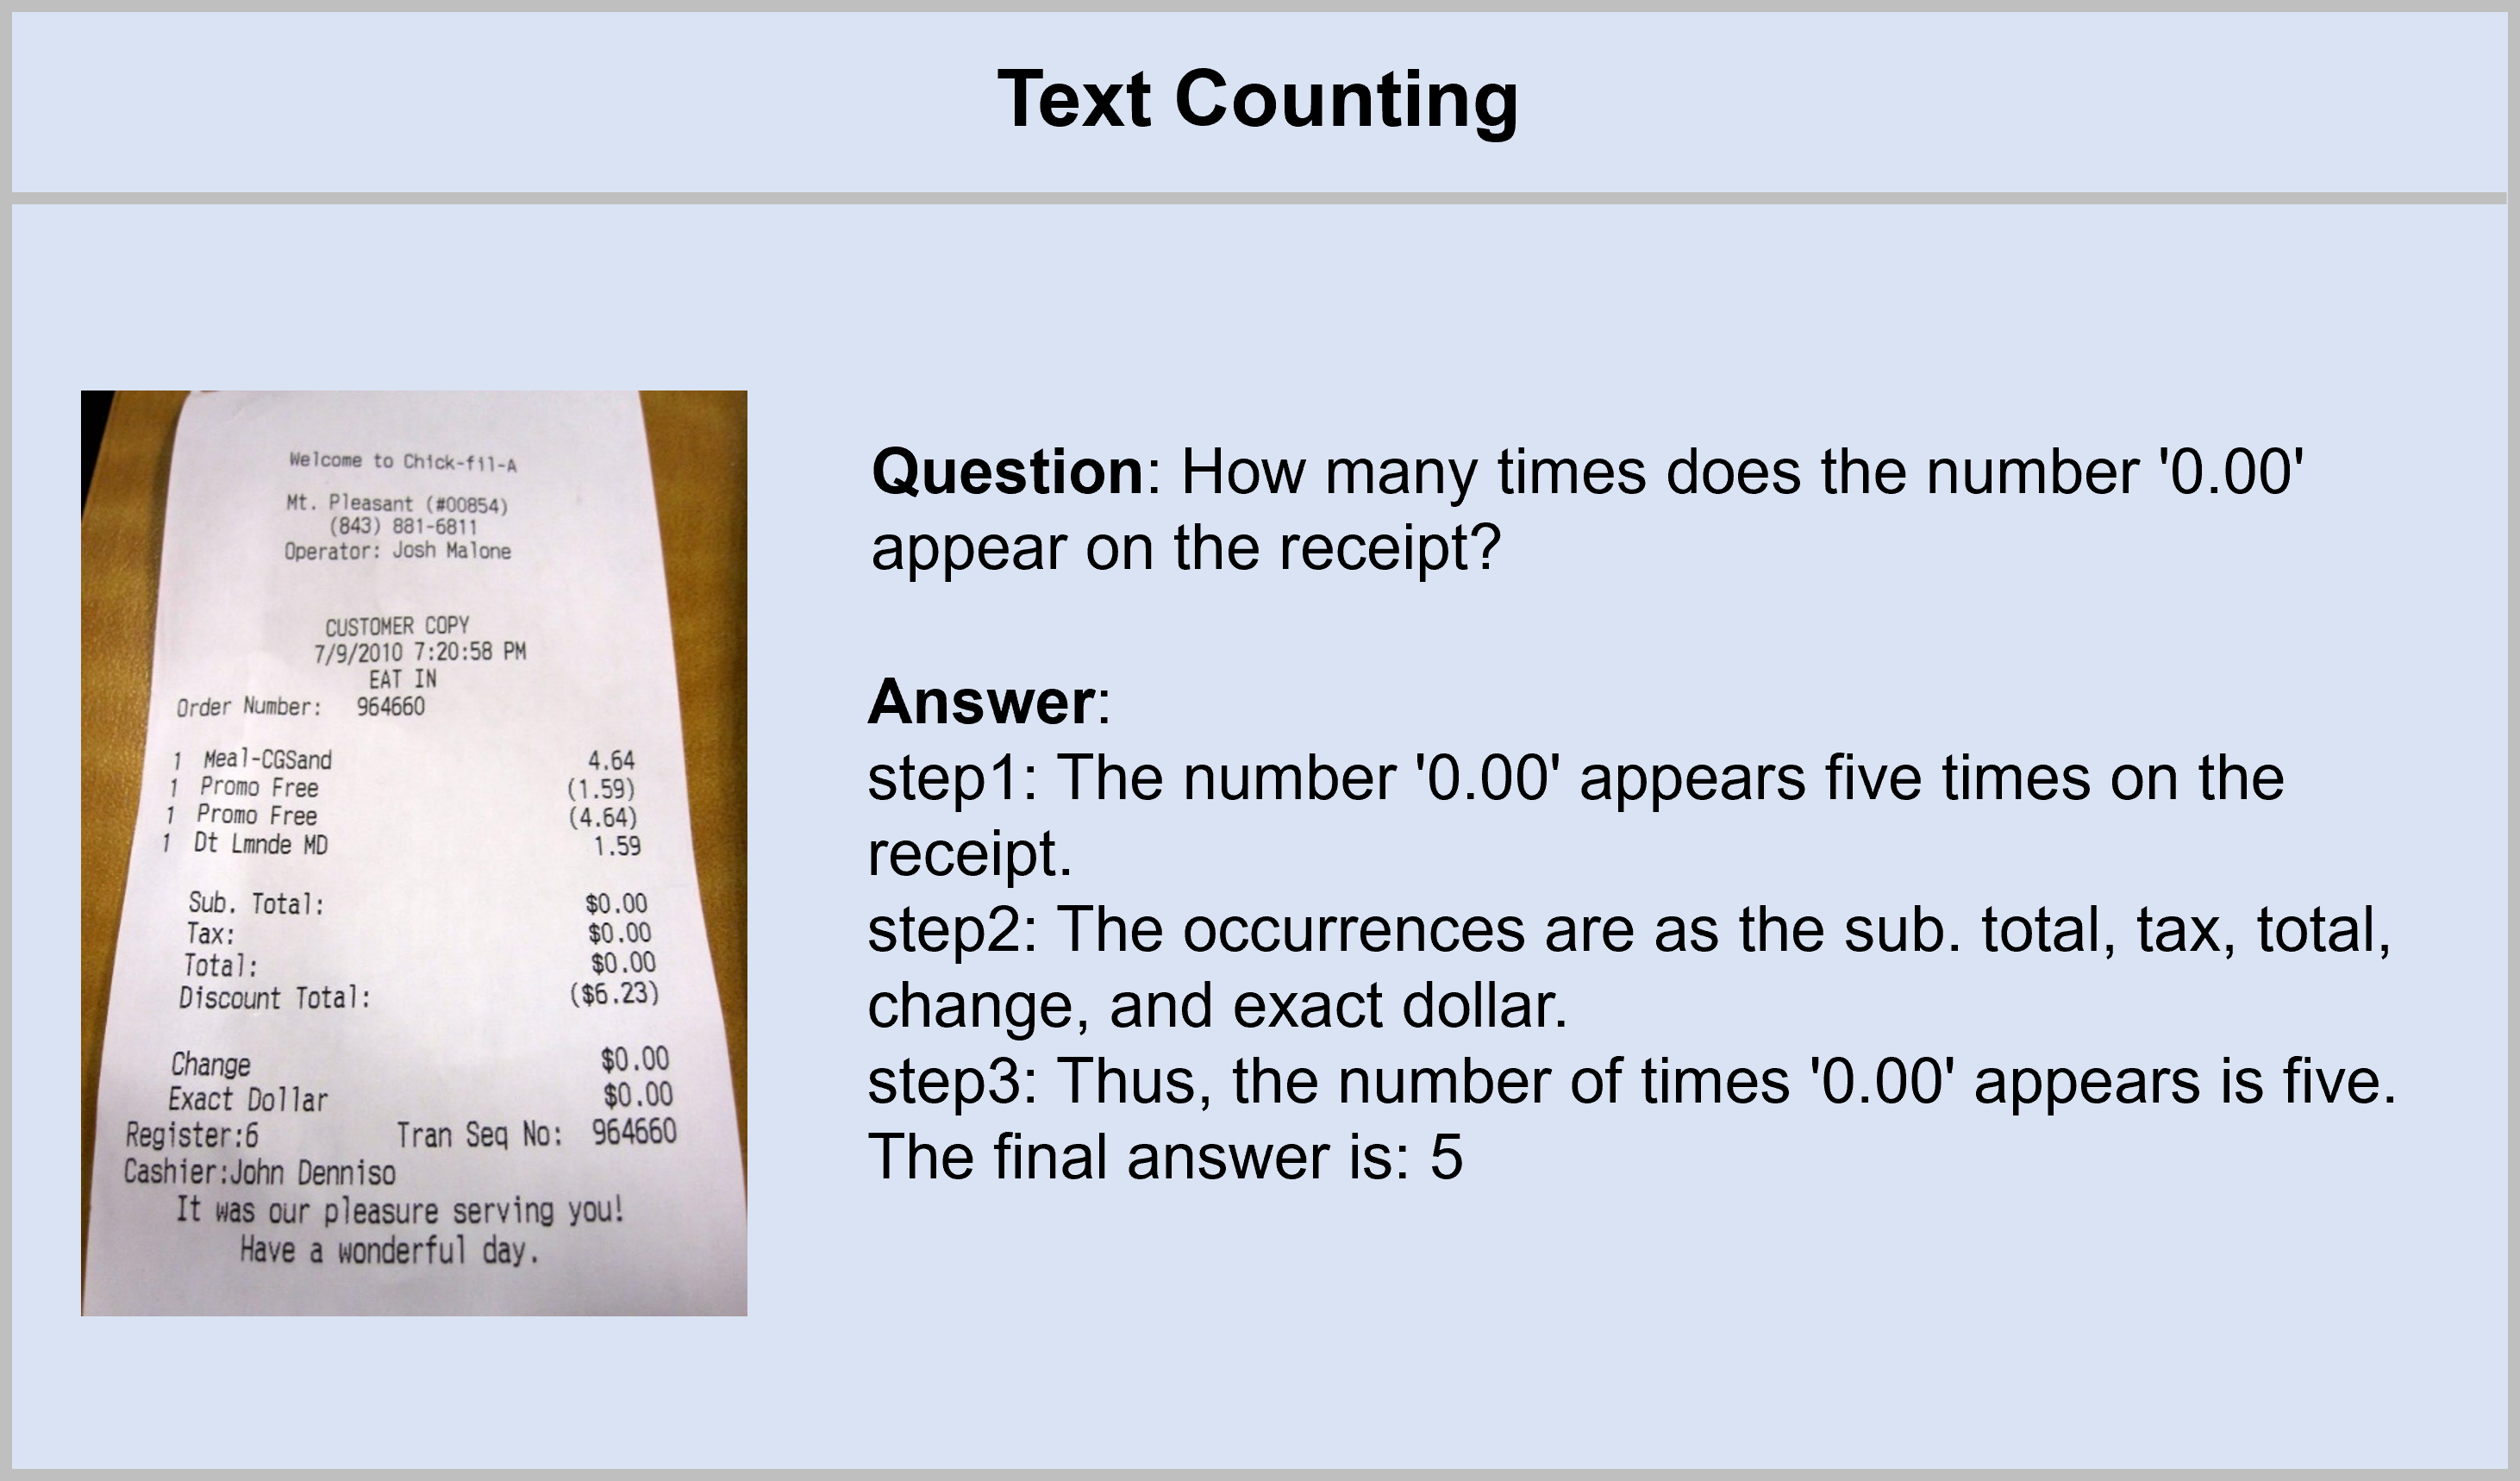 Text Counting
Welcome to Chick-fil-A
Mt. Pleasant (#00854)
(843) 881-6811
Operator: Josh Malone
CUSTOMER COPY
7/9/2010 7:20:58 PM
EAT IN
Order Number: 964660
1 Meal-CGSand 4.64
1 Promo Free (1.59)
1 Promo Free (4.64)
1 Dt Lmnde MD 1.59
Sub. Total: $0.00
Tax: $0.00
Total: $0.00
Discount Total: ($6.23)
Change $0.00
Exact Dollar $0.00
Register:6 Tran Seq No: 964660
Cashier:John Denniso
It was our pleasure serving you!
Have a wonderful day.
Question: How many times does the number '0.00'
appear on the receipt?
Answer:
step1: The number '0.00' appears five times on the
receipt.
step2: The occurrences are as the sub. total, tax, total,
change, and exact dollar.
step3: Thus, the number of times '0.00' appears is five.
The final answer is: 5